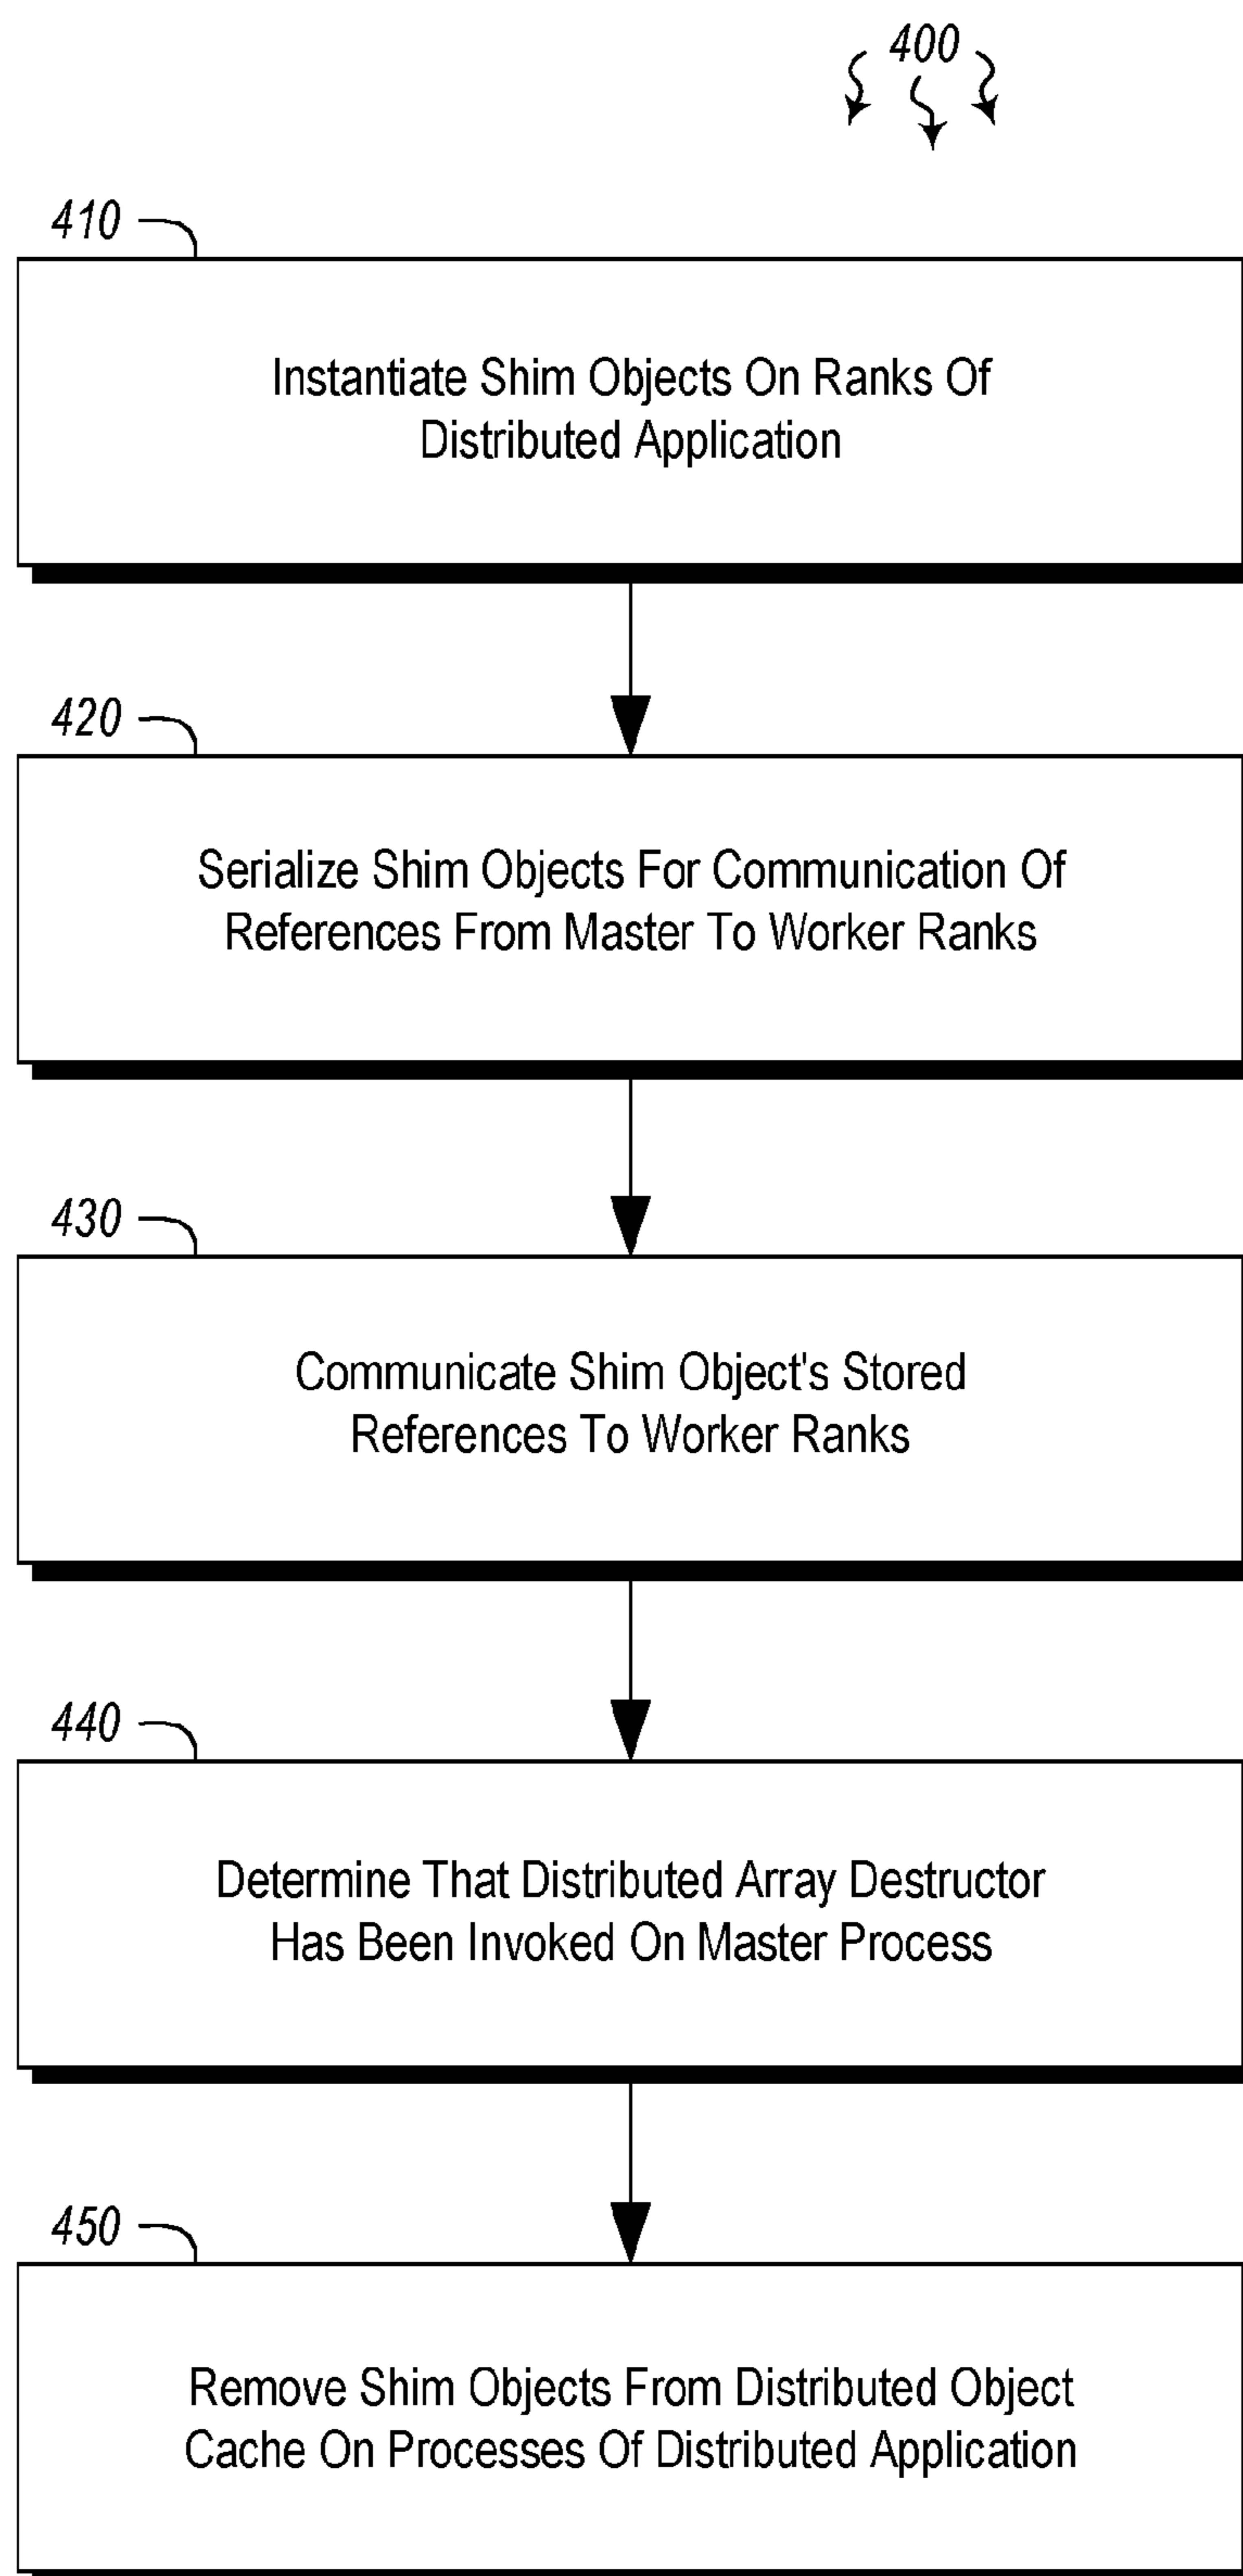 400
410
Instantiate Shim Objects On Ranks Of
Distributed Application
420
Serialize Shim Objects For Communication Of
References From Master To Worker Ranks
430
Communicate Shim Object's Stored
References To Worker Ranks
440
Determine That Distributed Array Destructor
Has Been Invoked On Master Process
450
Remove Shim Objects From Distributed Object
Cache On Processes Of Distributed Application